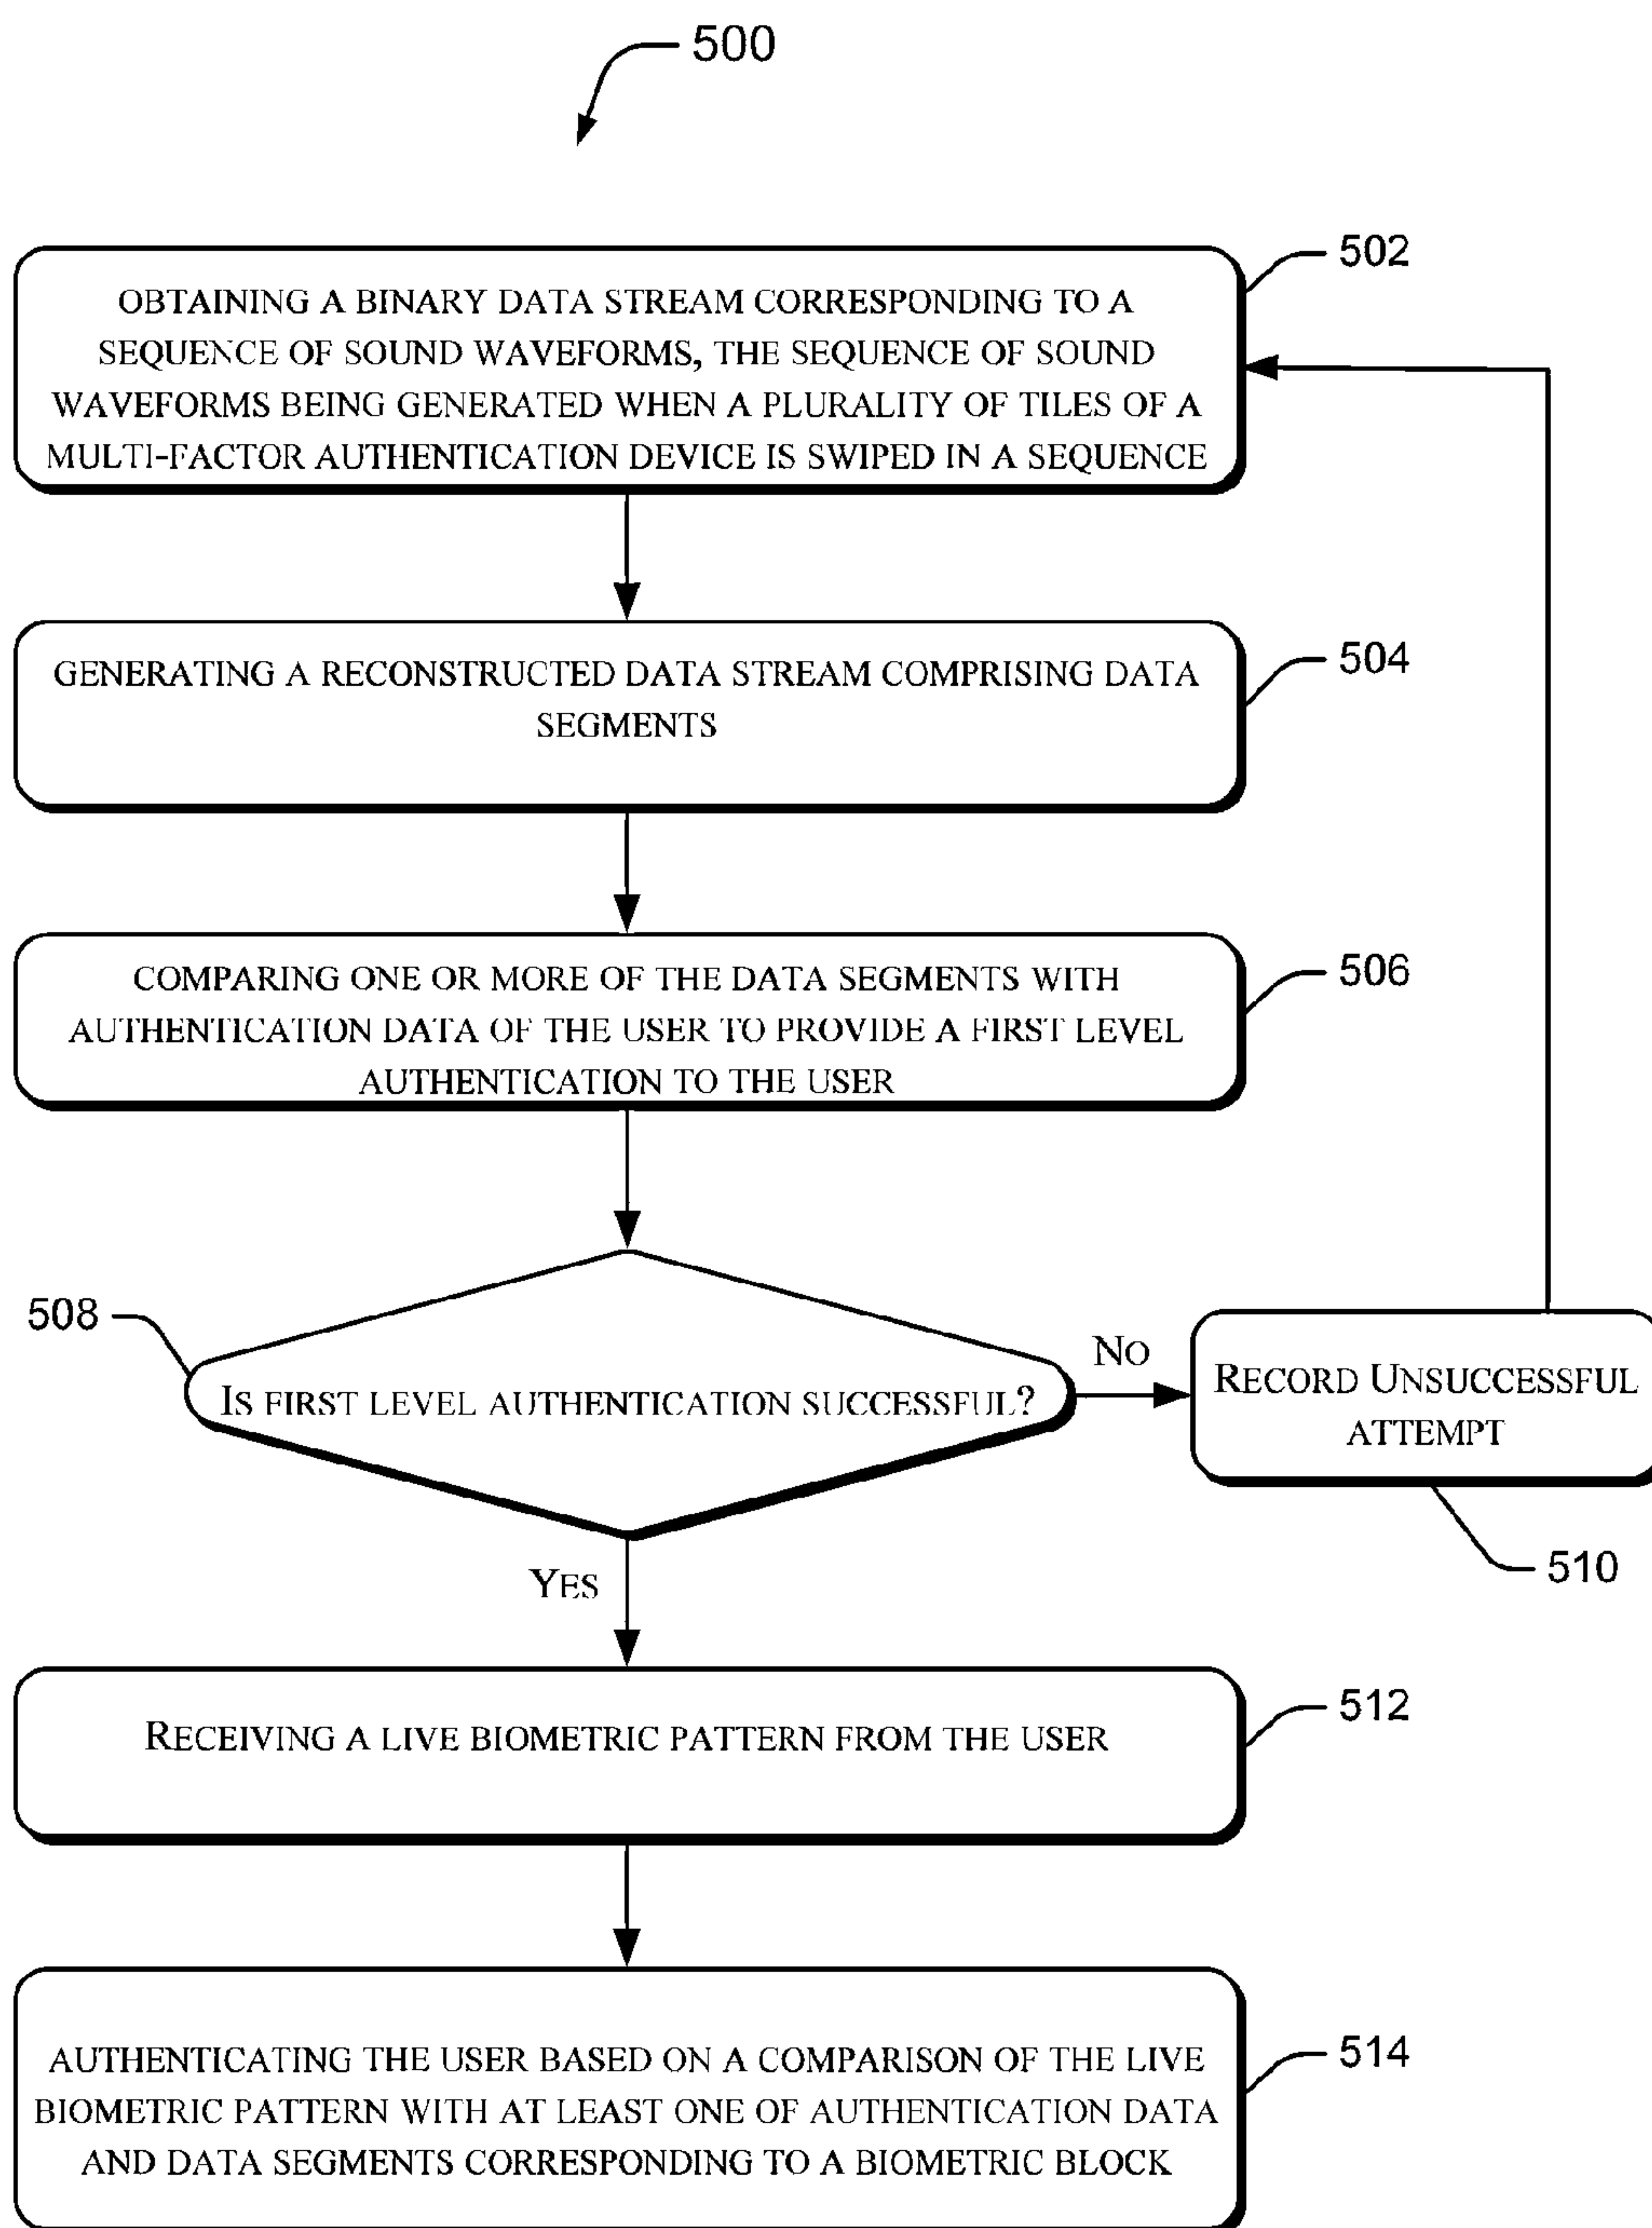 500
502
OBTAINING A BINARY DATA STREAM CORRESPONDING TO A
SEQUENCE OF SOUND WAVEFORMS, THE SEQUENCE OF SOUND
WAVEFORMS BEING GENERATED WHEN A PLURALITY OF TILES OF A
MULTI-FACTOR AUTHENTICATION DEVICE IS SWIPED IN A SEQUENCE
504
GENERATING A RECONSTRUCTED DATA STREAM COMPRISING DATA
SEGMENTS
506
COMPARING ONE OR MORE OF THE DATA SEGMENTS WITH
AUTHENTICATION DATA OF THE USER TO PROVIDE A FIRST LEVEL
AUTHENTICATION TO THE USER
508
IS FIRST LEVEL AUTHENTICATION SUCCESSFUL?
NO
RECORD UNSUCCESSFUL
ATTEMPT
510
YES
512
RECEIVING A LIVE BIOMETRIC PATTERN FROM THE USER
514
AUTHENTICATING THE USER BASED ON A COMPARISON OF THE LIVE
BIOMETRIC PATTERN WITH AT LEAST ONE OF AUTHENTICATION DATA
AND DATA SEGMENTS CORRESPONDING TO A BIOMETRIC BLOCK